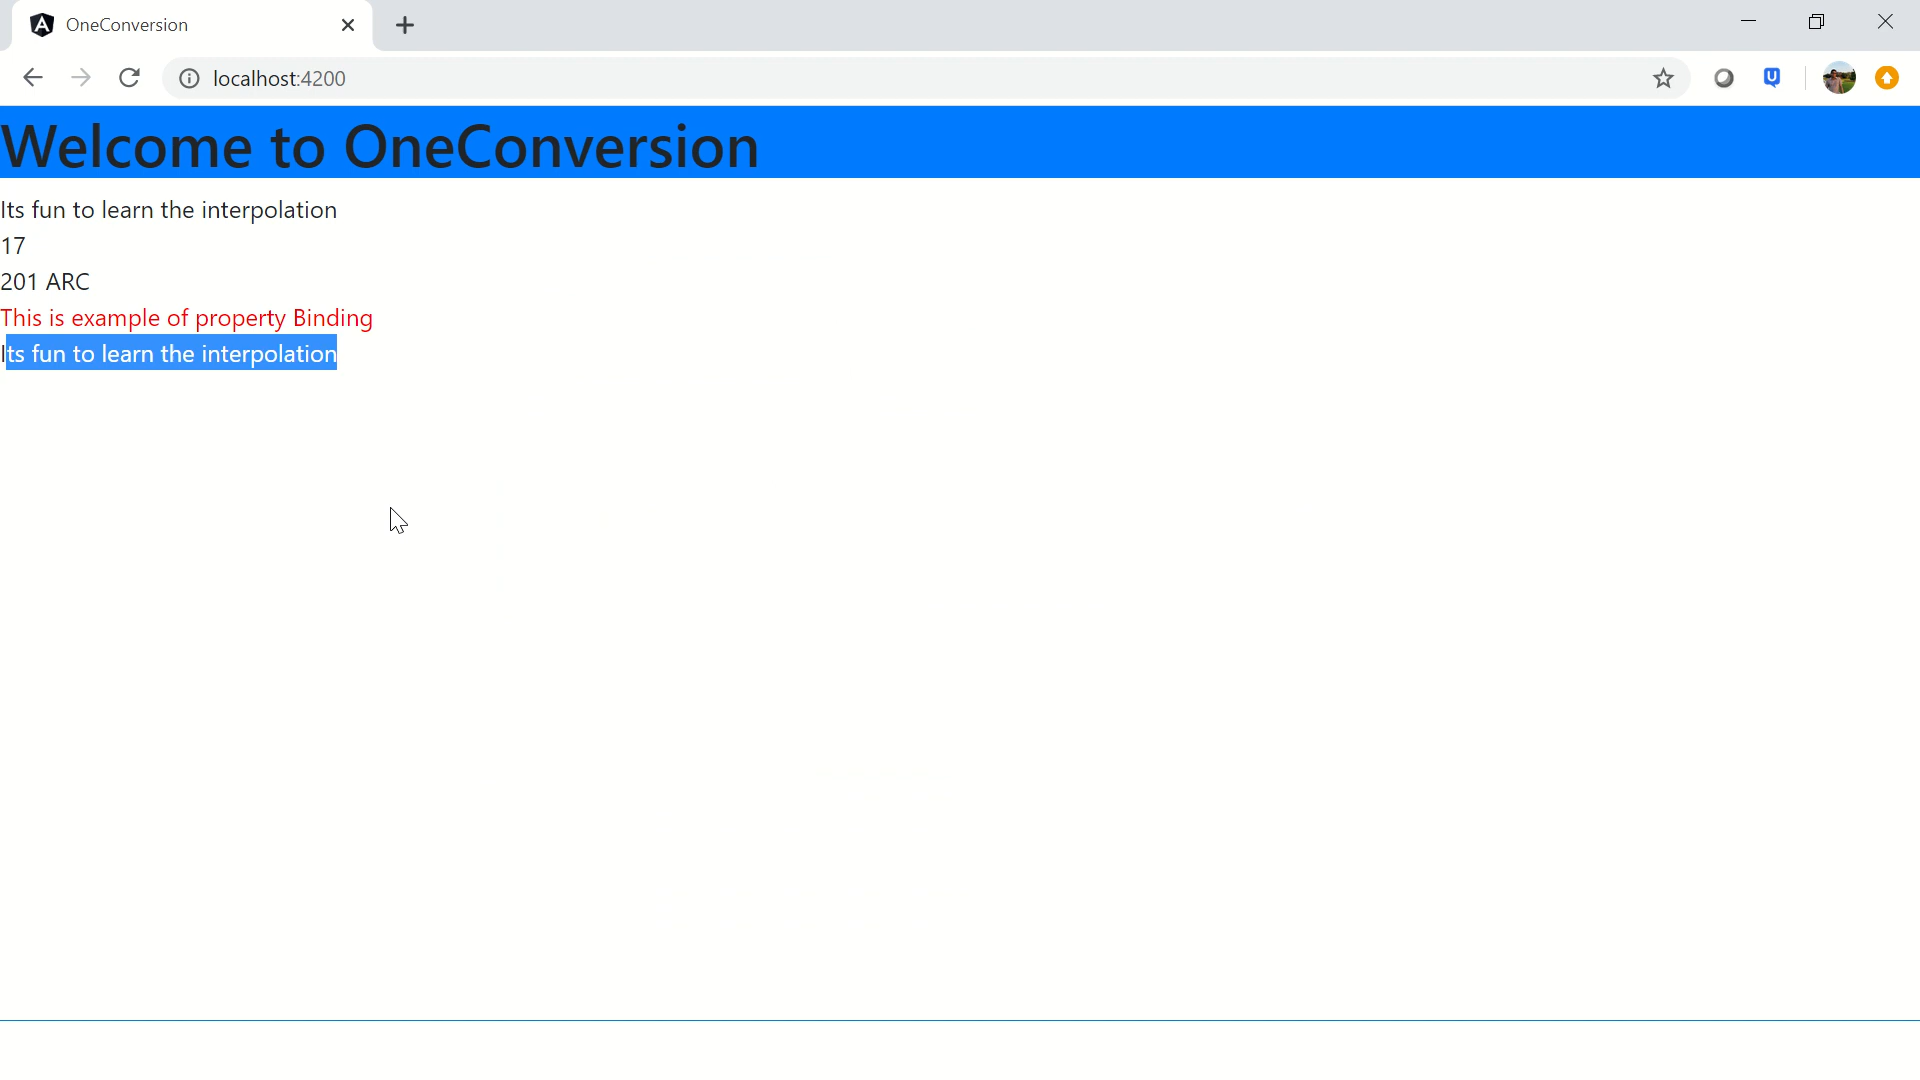 OneConversion
localhost:4200
Welcome to OneConversion
Its fun to learn the interpolation
17
201 ARC
This is example of property Binding
Its fun to learn the interpolation